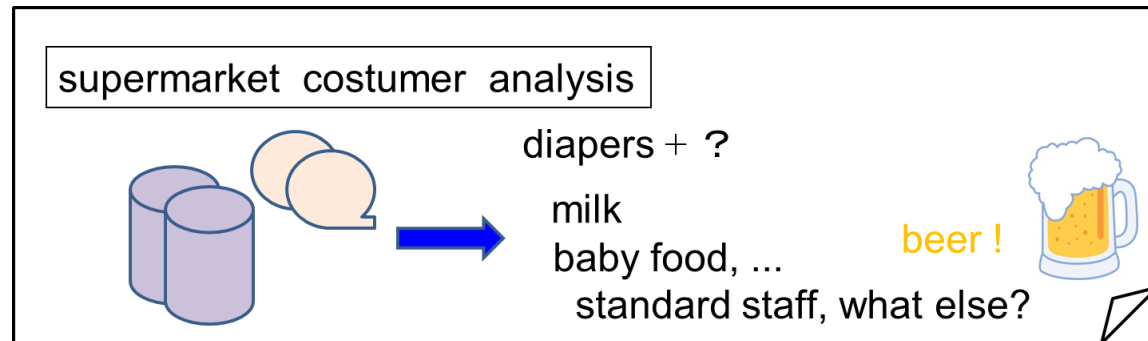 supermarket costumer analysis
diapers + ?
milk
baby food, ...
beer !
standard staff, what else?